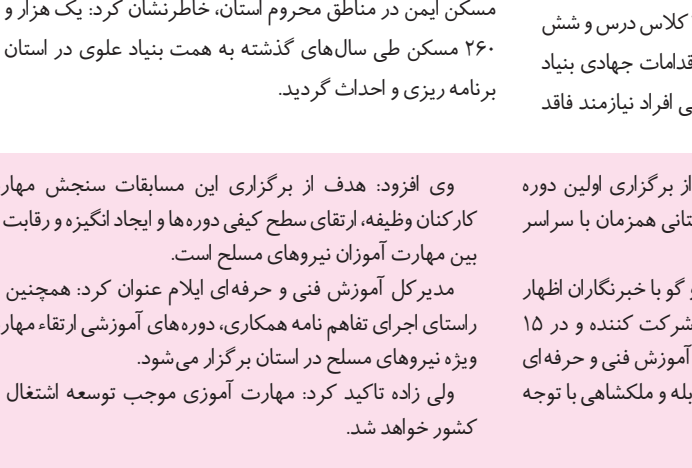 کلاس درس و شش
قدامات جهادی بنیاد
ی افراد نیازمند فاقد
مسکن ایمن در مناطق محروم استان، خاطرنشان کرد: یک هزار و
۲۶۰ مسکن طی سال‌های گذشته به همت بنیاد علوی در استان
برنامه ریزی و احداث گردید.
از برگزاری اولین دوره
تانی همزمان با سراسر
گو با خبرنگاران اظهار
شرکت کننده و در ۱۵
آموزش فنی و حرفه‌ای
بله و ملکشاهی با توجه
وی افزود: هدف از برگزاری این مسابقات سنجش مهار
کارکنان وظیفه، ارتقای سطح کیفی دوره‌ها و ایجاد انگیزه و رقابت
بین مهارت آموزان نیروهای مسلح است.
مدیرکل آموزش فنی و حرفه‌ای ایلام عنوان کرد: همچنین
راستای اجرای تفاهم نامه همکاری، دوره‌های آموزشی ارتقاء مهار
ویژه نیروهای مسلح در استان برگزار می‌شود.
ولی زاده تاکید کرد: مهارت آموزی موجب توسعه اشتغال
کشور خواهد شد.